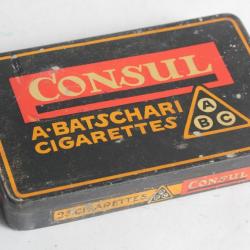 CONSUL
A·BATSCHARI
CIGARETTES
A
B C
25 CIGARETTES
CONSUL